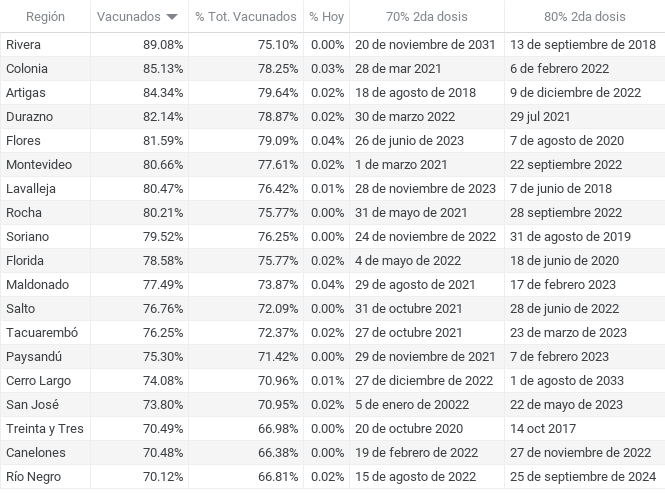 Región Vacunados % Tot. Vacunados % Hoy 70% 2da dosis 80% 2da dosis
Rivera 89.08% 75.10% 0.00% 20 de noviembre de 2031 13 de septiembre de 2018
Colonia 85.13% 78.25% 0.03% 28 de mar 2021 6 de febrero 2022
Artigas 84.34% 79.64% 0.02% 18 de agosto de 2018 9 de diciembre de 2022
Durazno 82.14% 78.87% 0.02% 30 de marzo 2022 29 jul 2021
Flores 81.59% 79.09% 0.04% 26 de junio de 2023 7 de agosto de 2020
Montevideo 80.66% 77.61% 0.02% 1 de marzo 2021 22 septiembre 2022
Lavalleja 80.47% 76.42% 0.01% 28 de noviembre de 2023 7 de junio de 2018
Rocha 80.21% 75.77% 0.00% 31 de mayo de 2021 28 septiembre 2022
Soriano 79.52% 76.25% 0.00% 24 de noviembre de 2022 31 de agosto de 2019
Florida 78.58% 75.77% 0.02% 4 de mayo de 2022 18 de junio de 2020
Maldonado 77.49% 73.87% 0.04% 29 de agosto de 2021 17 de febrero 2023
Salto 76.76% 72.09% 0.00% 31 de octubre 2021 28 de junio de 2022
Tacuarembó 76.25% 72.37% 0.02% 27 de octubre 2021 23 de marzo de 2023
Paysandú 75.30% 71.42% 0.00% 29 de noviembre de 2021 7 de febrero 2023
Cerro Largo 74.08% 70.96% 0.01% 27 de diciembre de 2022 1 de agosto de 2033
San José 73.80% 70.95% 0.02% 5 de enero de 20022 22 de mayo de 2023
Treinta y Tres 70.49% 66.98% 0.00% 20 de octubre 2020 14 oct 2017
Canelones 70.48% 66.38% 0.00% 19 de febrero de 2022 27 de noviembre de 2022
Río Negro 70.12% 66.81% 0.02% 15 de agosto de 2022 25 de septiembre de 2024